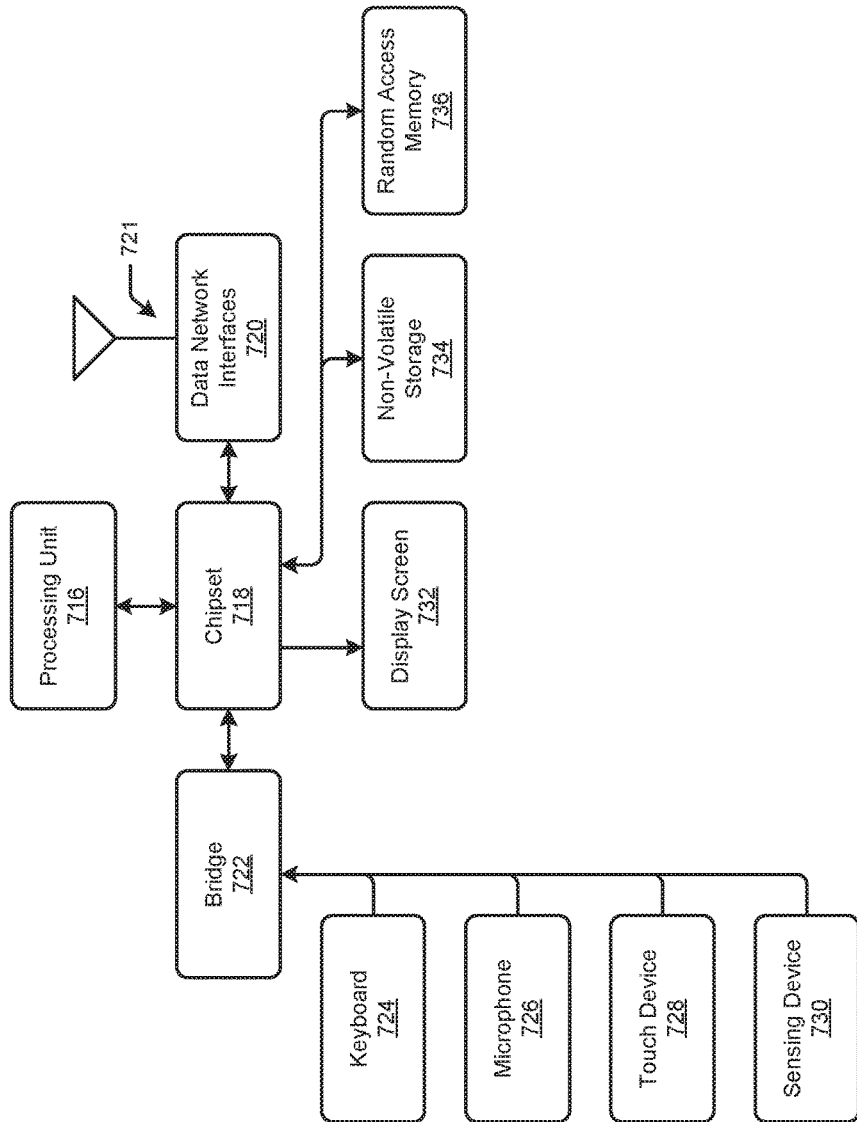 Processing Unit
716
721
Chipset
718
Data Network
Interfaces
720
Bridge
722
Keyboard
724
Microphone
726
Touch Device
728
Sensing Device
730
Display Screen
732
Non-Volatile
Storage
734
Random Access
Memory
736